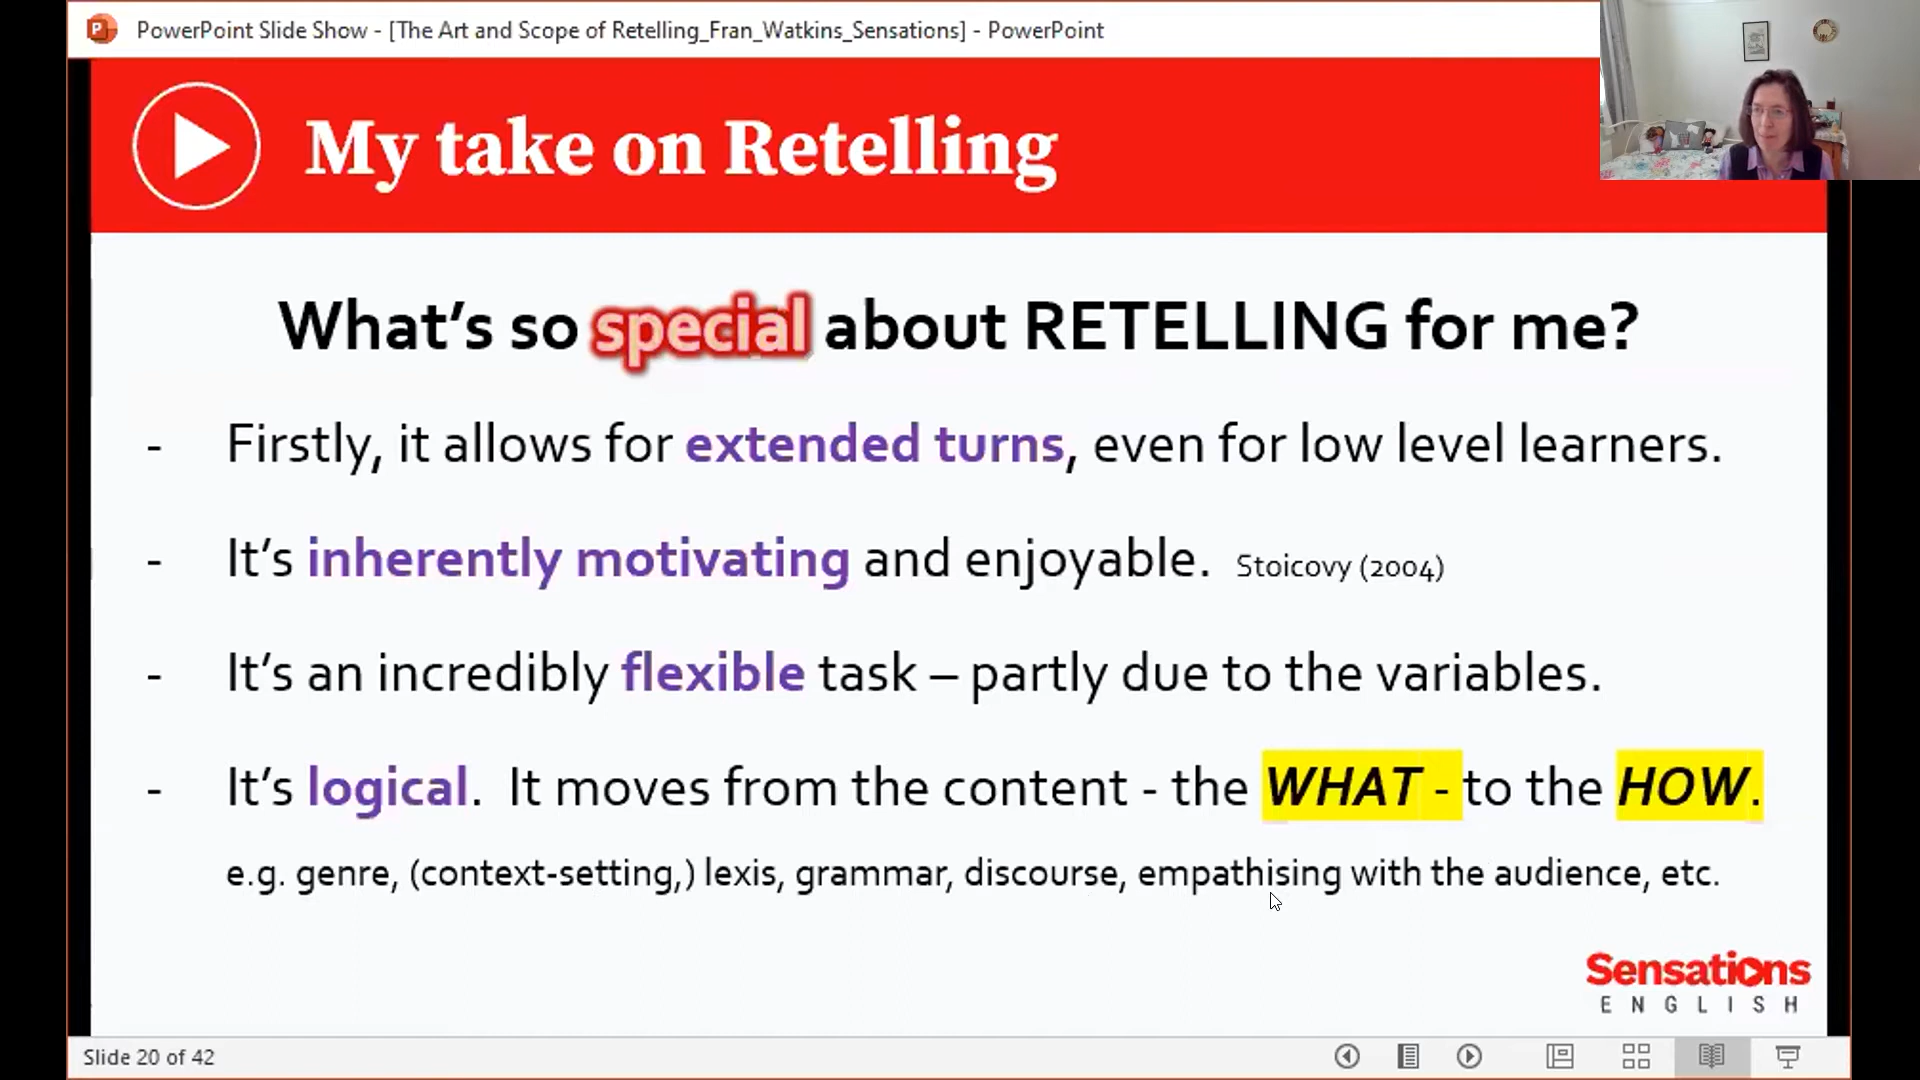 PowerPoint Slide Show - [The Art and Scope of Retelling_Fran_Watkins_Sensations] - PowerPoint
My take on Retelling
What's so special about RETELLING for me?
- Firstly, it allows for extended turns, even for low level learners.
- It's inherently motivating and enjoyable. Stoicovy (2004)
- It's an incredibly flexible task – partly due to the variables.
- It's logical. It moves from the content - the WHAT - to the HOW.
e.g. genre, (context-setting,) lexis, grammar, discourse, empathising with the audience, etc.
Sensations
ENGLISH
Slide 20 of 42